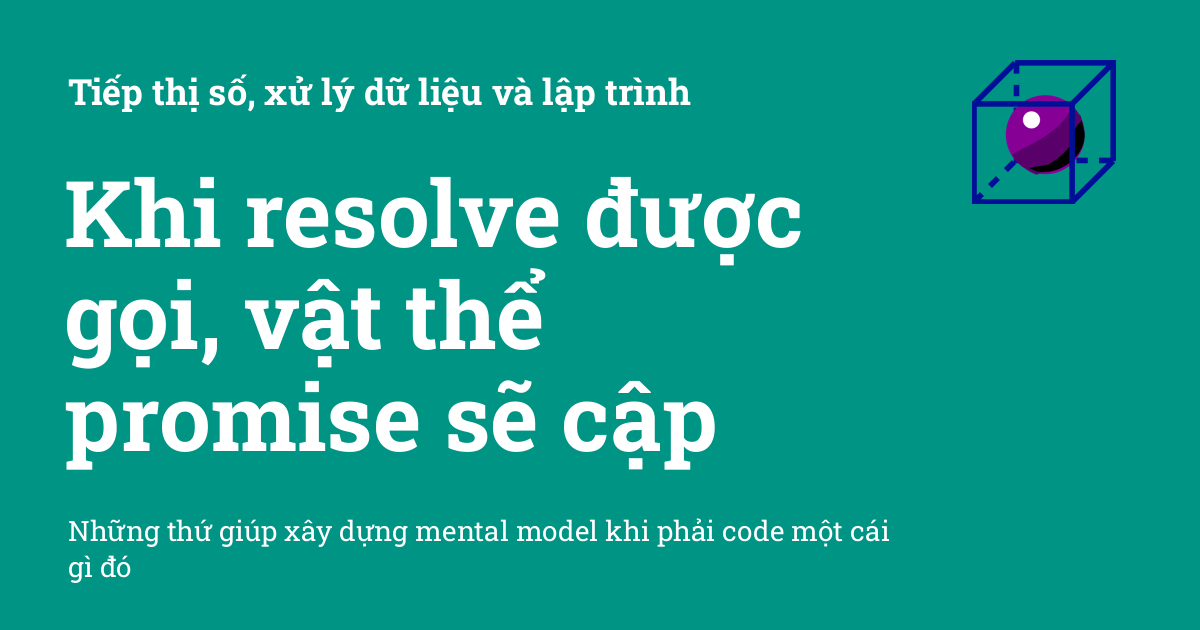 Tiếp thị số, xử lý dữ liệu và lập trình
Khi resolve được
gọi, vật thể
promise sẽ cập
Những thứ giúp xây dựng mental model khi phải code một cái
gì đó